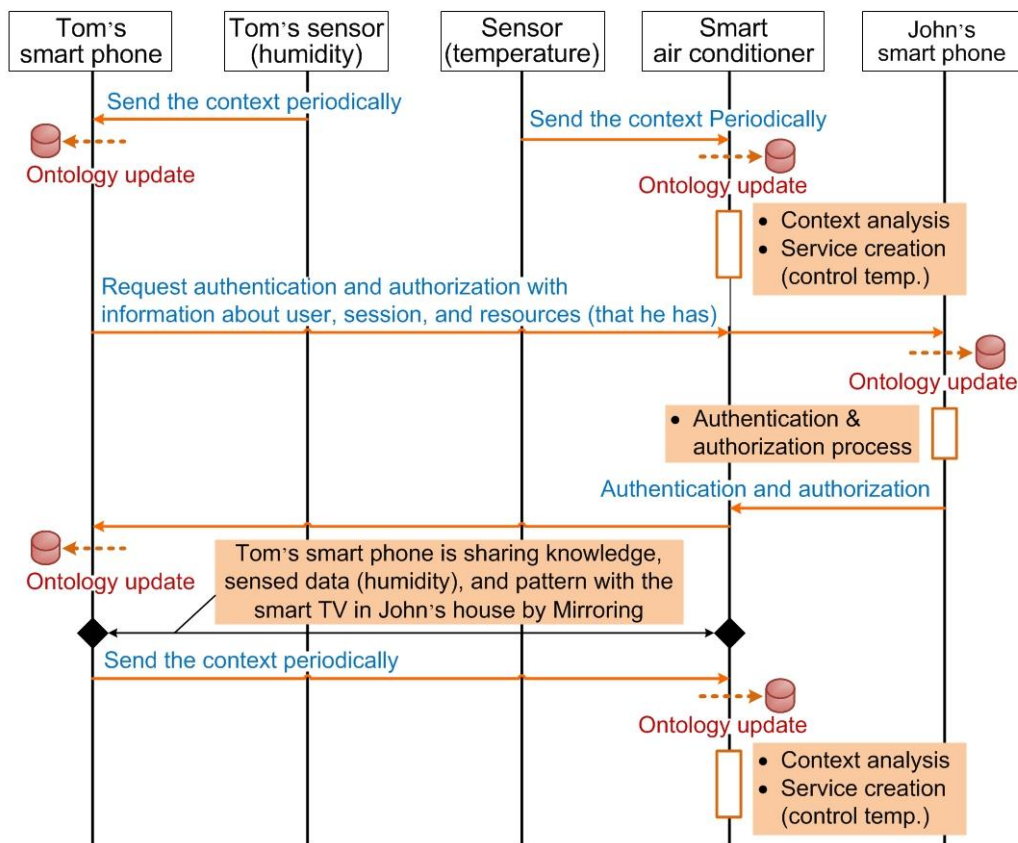 Tom's
smart phone
Tom's sensor
(humidity)
Sensor
(temperature)
Smart
air conditioner
John's
smart phone
Send the context periodically
Send the context Periodically
Ontology update
Ontology update
• Context analysis
• Service creation
(control temp.)
Request authentication and authorization with
information about user, session, and resources (that he has)
Ontology update
• Authentication &
authorization process
Authentication and authorization
Ontology update
Tom's smart phone is sharing knowledge,
sensed data (humidity), and pattern with the
smart TV in John's house by Mirroring
Send the context periodically
Ontology update
• Context analysis
• Service creation
(control temp.)